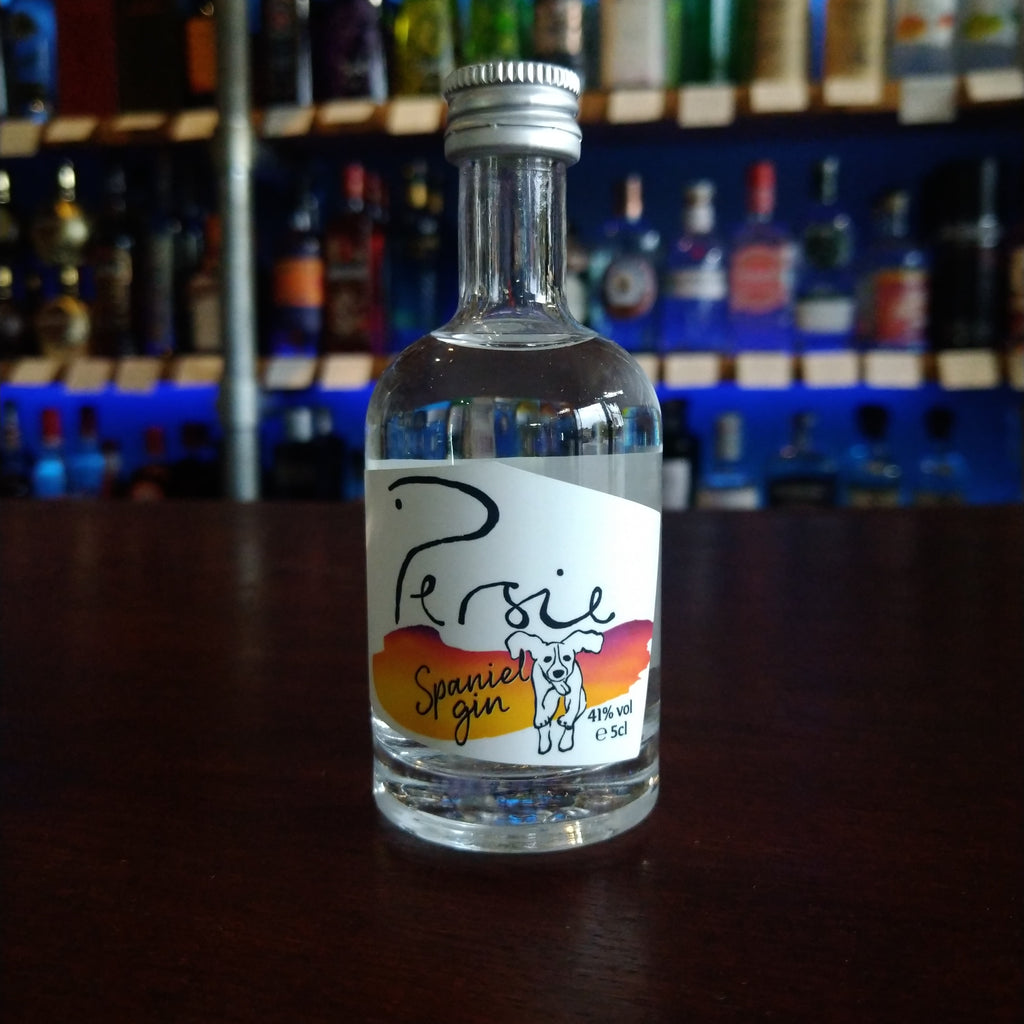 Persie
Spaniel
gin
41% vol
℮ 5cl